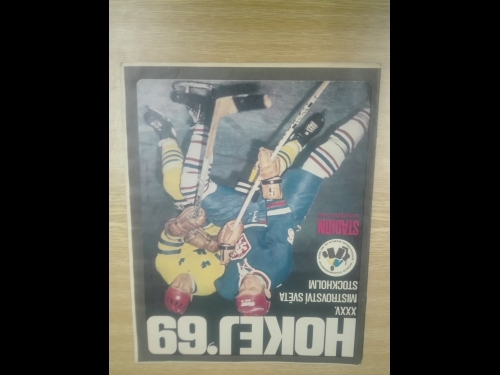 HOKEJ'69
XXXV.
MISTROVSTVÍ SVĚTA
STOCKHOLM
STADION